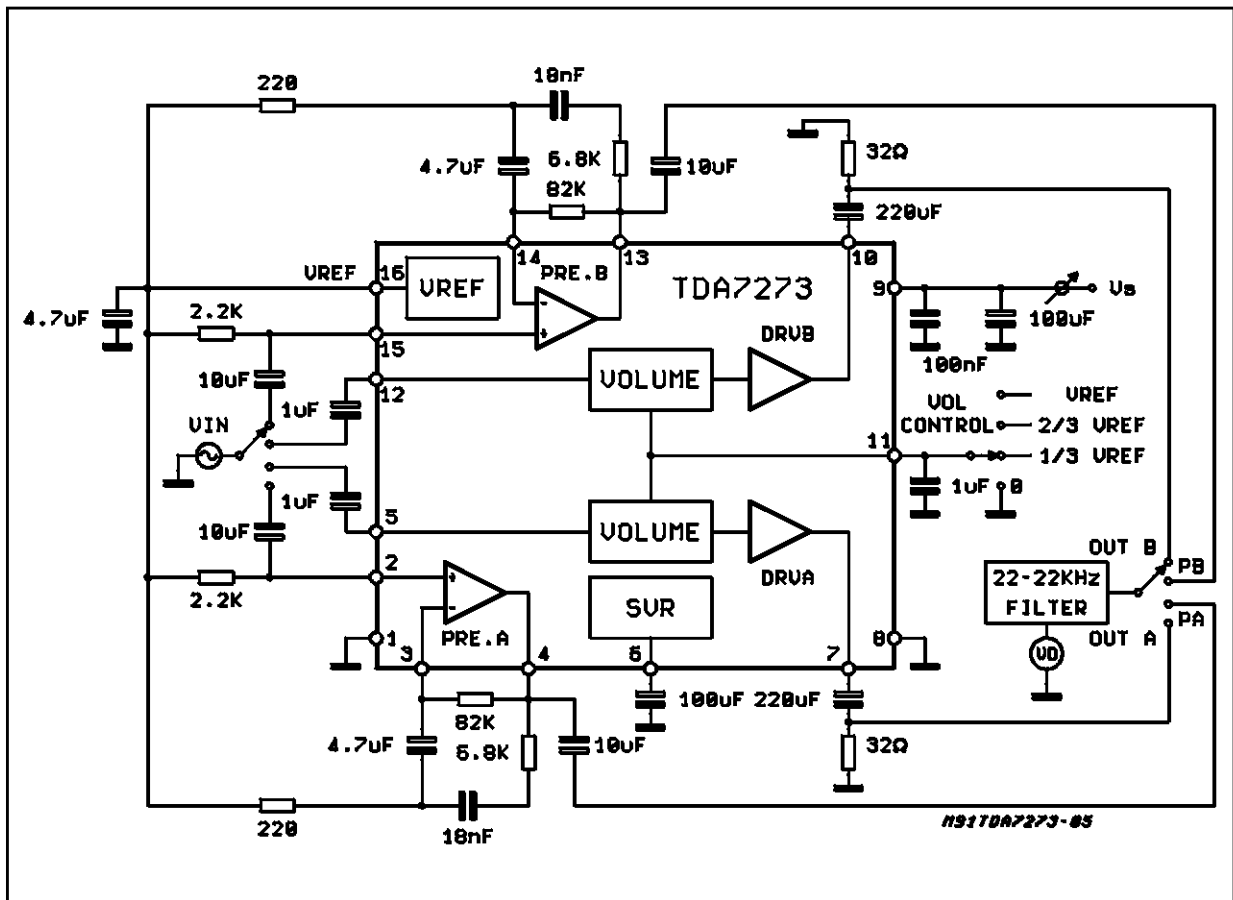 220
18nF
4.7uF
6.8K
82K
10uF
32Ω
220uF
14
13
10
VREF
16
VREF
PRE.B
TDA7273
9
Vs
4.7uF
2.2K
15
100uF
100nF
DRVB
10uF
1uF
12
VOLUME
VIN
VOL
CONTROL
VREF
2/3 VREF
1/3 VREF
11
1uF
1uF
0
5
VOLUME
10uF
2
DRVA
OUT B
PB
22-22KHz
FILTER
2.2K
SVR
PA
OUT A
1
PRE.A
8
VD
3
4
6
7
82K
100uF
220uF
4.7uF
6.8K
10uF
32Ω
220
18nF
M91TDA7273-05